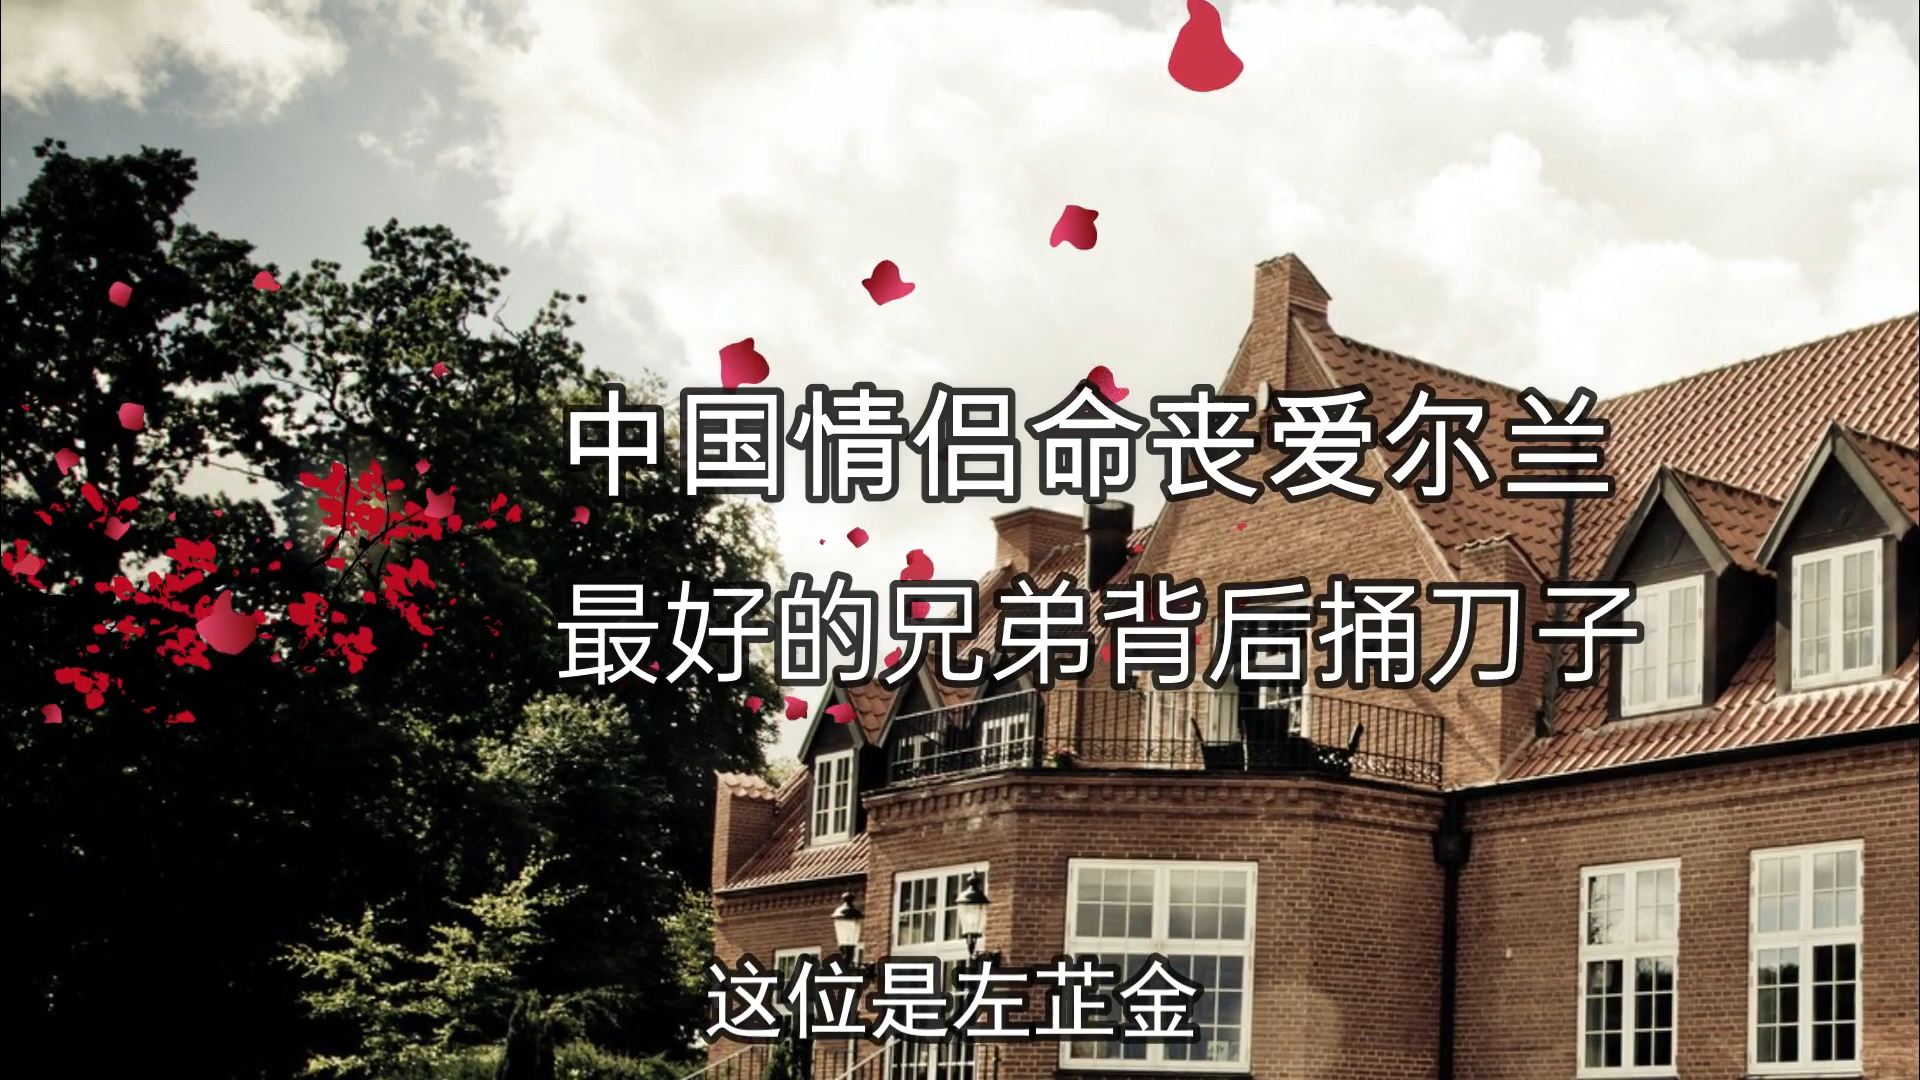 中国情侣命丧爱尔兰
最好的兄弟背后捅刀子
这位是左芷金